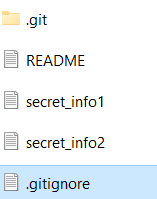 .git
README
secret_info1
secret_info2
.gitignore